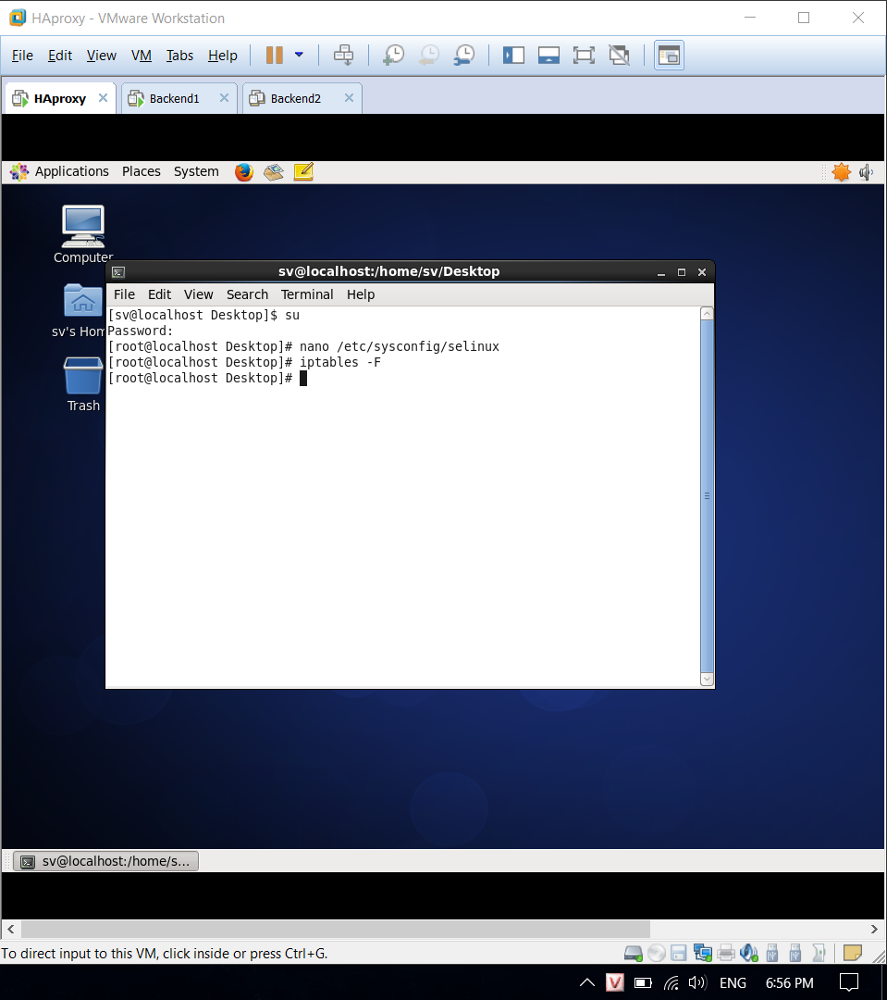 HAproxy - VMware Workstation
File Edit View VM Tabs Help
HAproxy Backend1 Backend2
Applications Places System
Computer
sv@localhost:/home/sv/Desktop
File Edit View Search Terminal Help
sv's Hom
Trash
[sv@localhost Desktop]$ su
Password:
[root@localhost Desktop]# nano /etc/sysconfig/selinux
[root@localhost Desktop]# iptables -F
[root@localhost Desktop]#
sv@localhost:/home/s...
To direct input to this VM, click inside or press Ctrl+G.
V ENG 6:56 PM